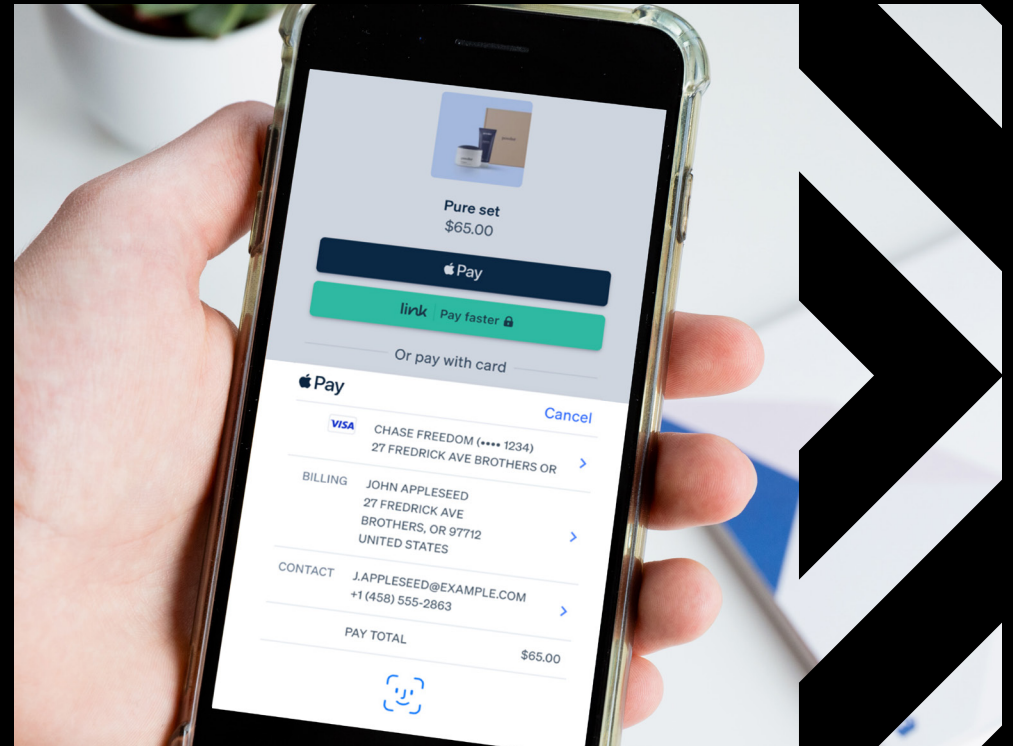 Pure set
$65.00
Pay
link Pay faster
Or pay with card
Pay
Cancel
VISA CHASE FREEDOM (•••• 1234)
27 FREDRICK AVE BROTHERS OR
BILLING JOHN APPLESEED
27 FREDRICK AVE
BROTHERS, OR 97712
UNITED STATES
CONTACT J.APPLESEED@EXAMPLE.COM
+1 (458) 555-2863
PAY TOTAL $65.00